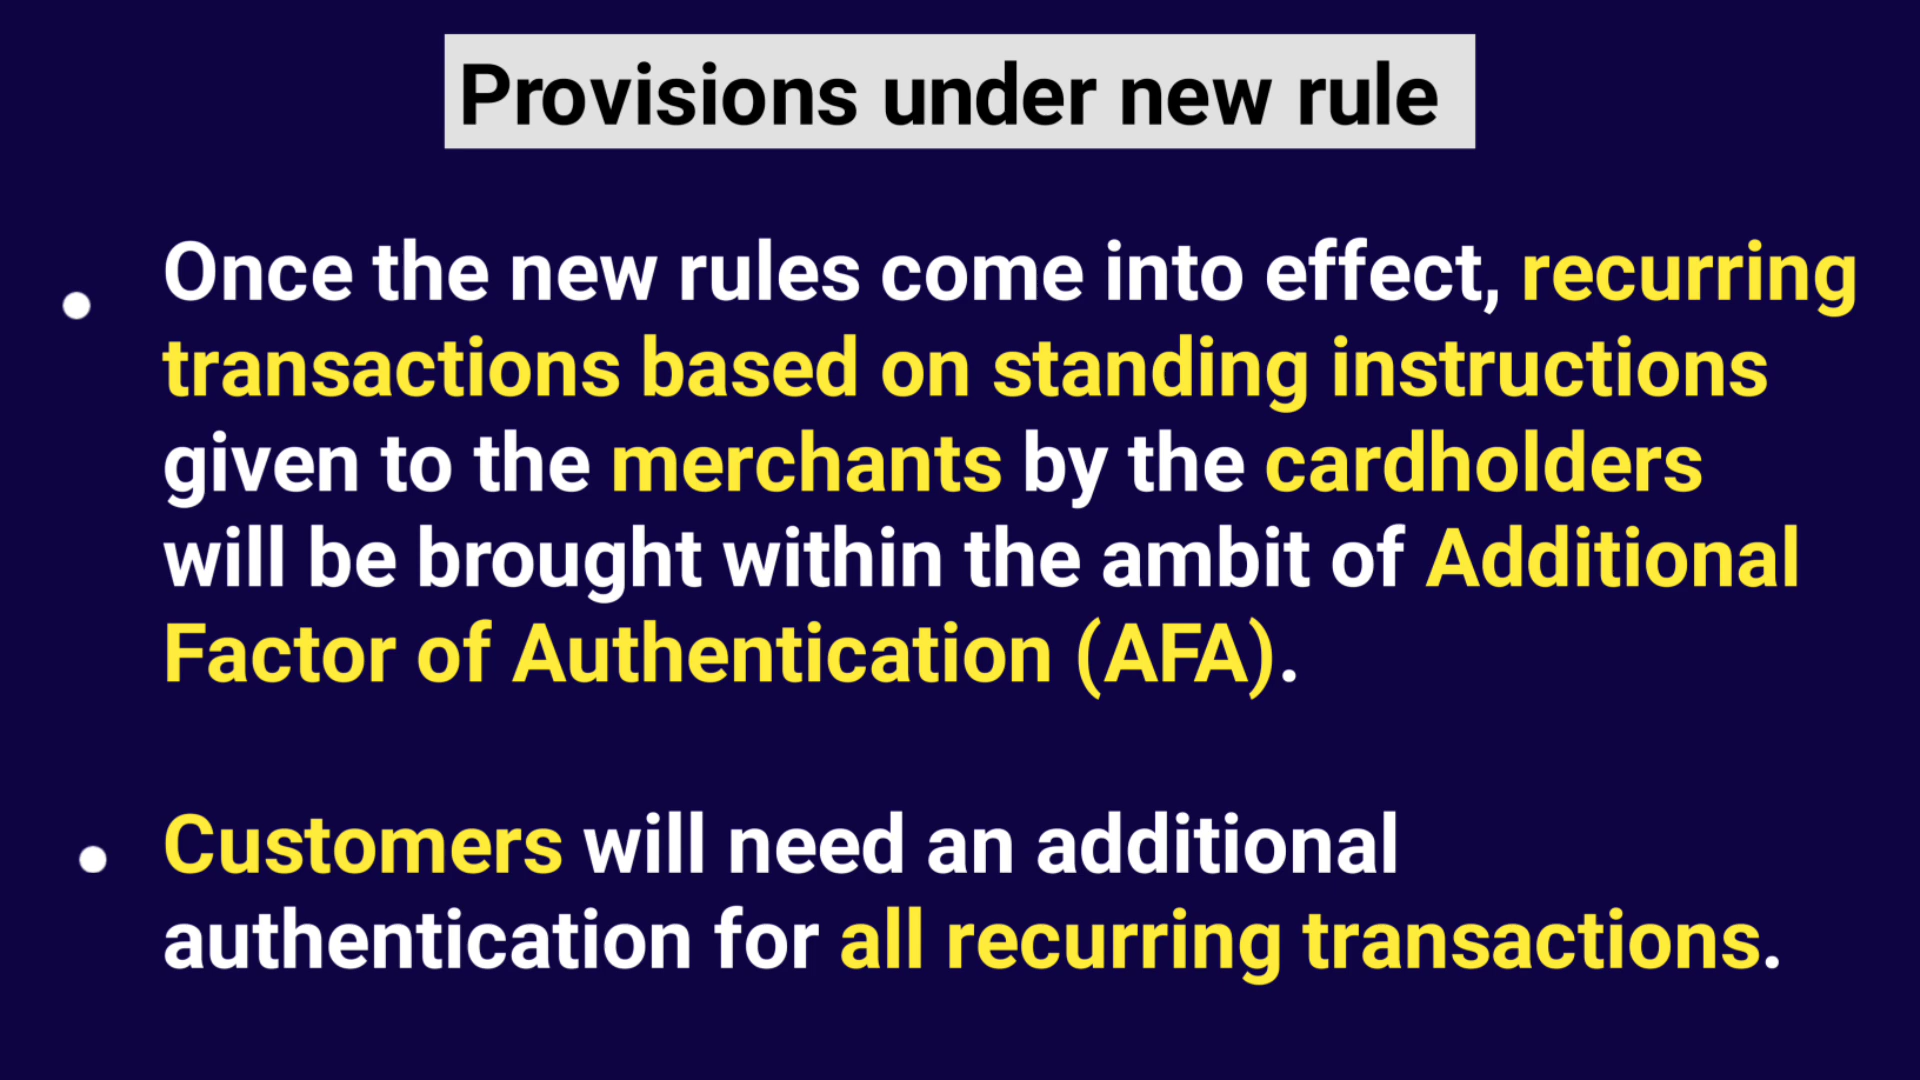 Provisions under new rule
• Once the new rules come into effect, recurring
transactions based on standing instructions
given to the merchants by the cardholders
will be brought within the ambit of Additional
Factor of Authentication (AFA).
• Customers will need an additional
authentication for all recurring transactions.